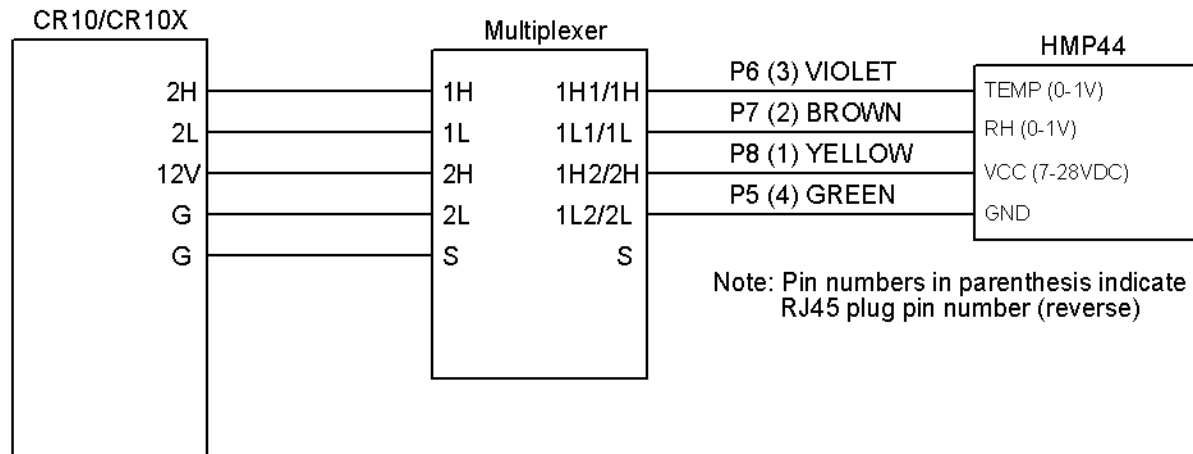 CR10/CR10X
Multiplexer
HMP44
2H
1H
1H1/1H
P6 (3) VIOLET
TEMP (0-1V)
2L
1L
1L1/1L
P7 (2) BROWN
RH (0-1V)
12V
2H
1H2/2H
P8 (1) YELLOW
VCC (7-28VDC)
G
2L
1L2/2L
P5 (4) GREEN
GND
G
S
S
Note: Pin numbers in parenthesis indicate
RJ45 plug pin number (reverse)